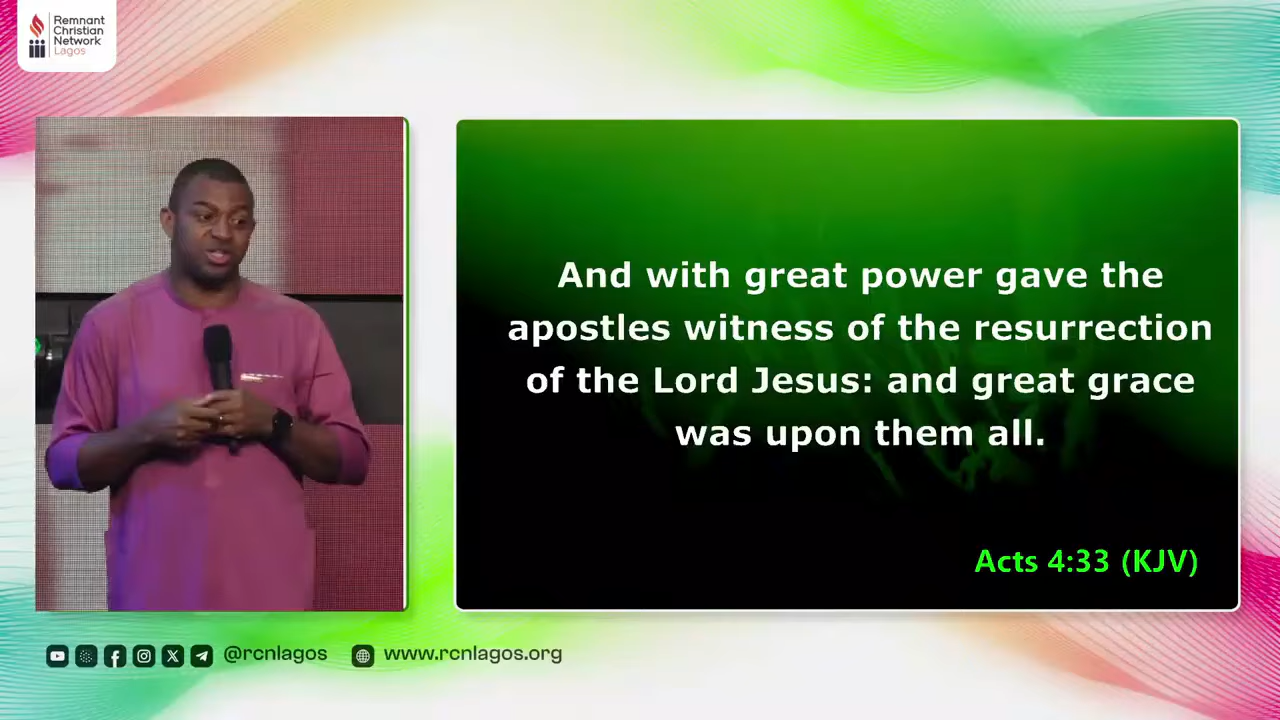 Remnant
Christian
Network
Lagos
And with great power gave the
apostles witness of the resurrection
of the Lord Jesus: and great grace
was upon them all.
Acts 4:33 (KJV)
@rcnlagos
www.rcnlagos.org